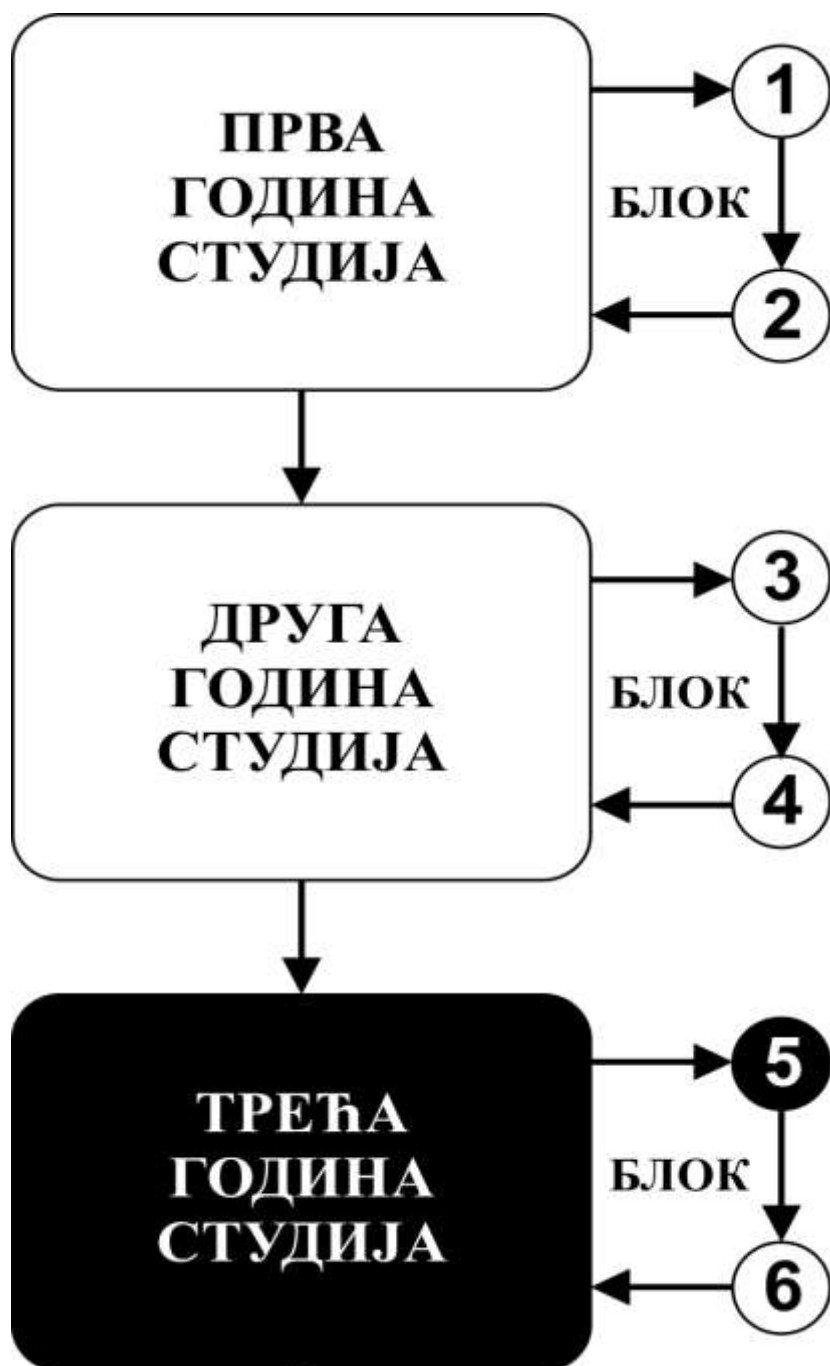 ПРВА
ГОДИНА
СТУДИЈА
1
БЛОК
2
ДРУГА
ГОДИНА
СТУДИЈА
3
БЛОК
4
ТРЕЋА
ГОДИНА
СТУДИЈА
5
БЛОК
6